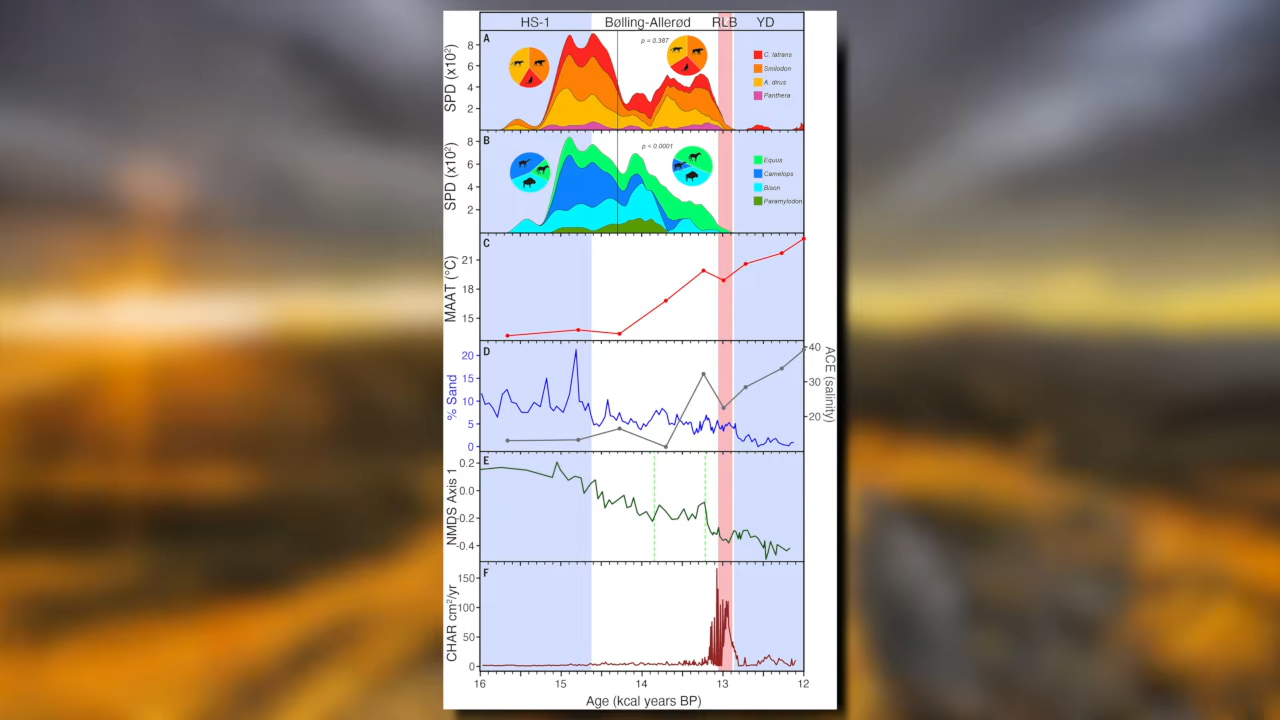 HS-1 Bølling-Allerød RLB YD
A
p = 0.387
SPD (x10²)
8
6
4
2
C. latrans
Smilodon
A. dirus
Panthera
B
p < 0.0001
SPD (x10²)
8
6
4
2
Equus
Camelops
Bison
Paramylodon
C
MAAT (°C)
21
18
15
D
% Sand
20
15
10
5
0
40
30
20
ACE (salinity)
E
NMDS Axis 1
0.2
0.0
-0.2
-0.4
F
CHAR cm²/yr
150
100
50
0
16 15 14 13 12
Age (kcal years BP)